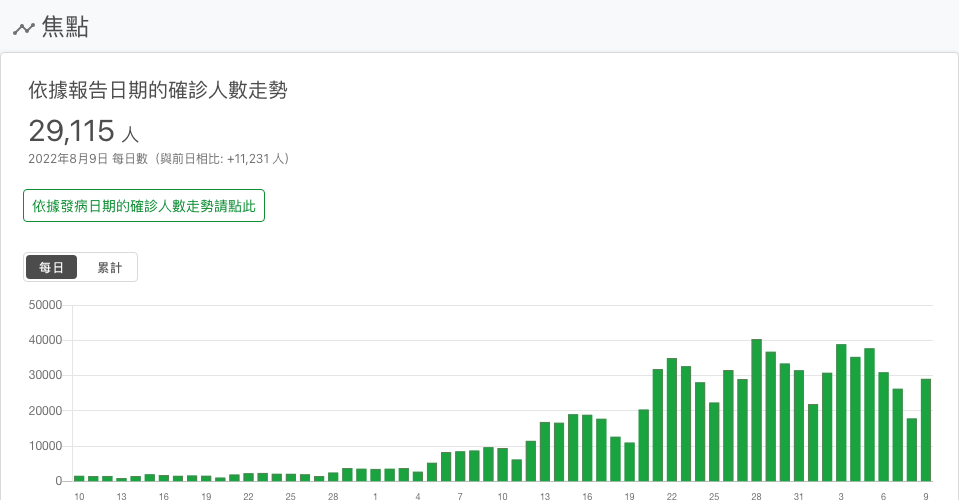 焦點
依據報告日期的確診人數走勢
29,115 人
2022年8月9日 每日數（與前日相比: +11,231 人）
依據發病日期的確診人數走勢請點此
每日 累計
50000
40000
30000
20000
10000
0
10 13 16 19 22 25 28 1 4 7 10 13 16 19 22 25 28 31 3 6 9